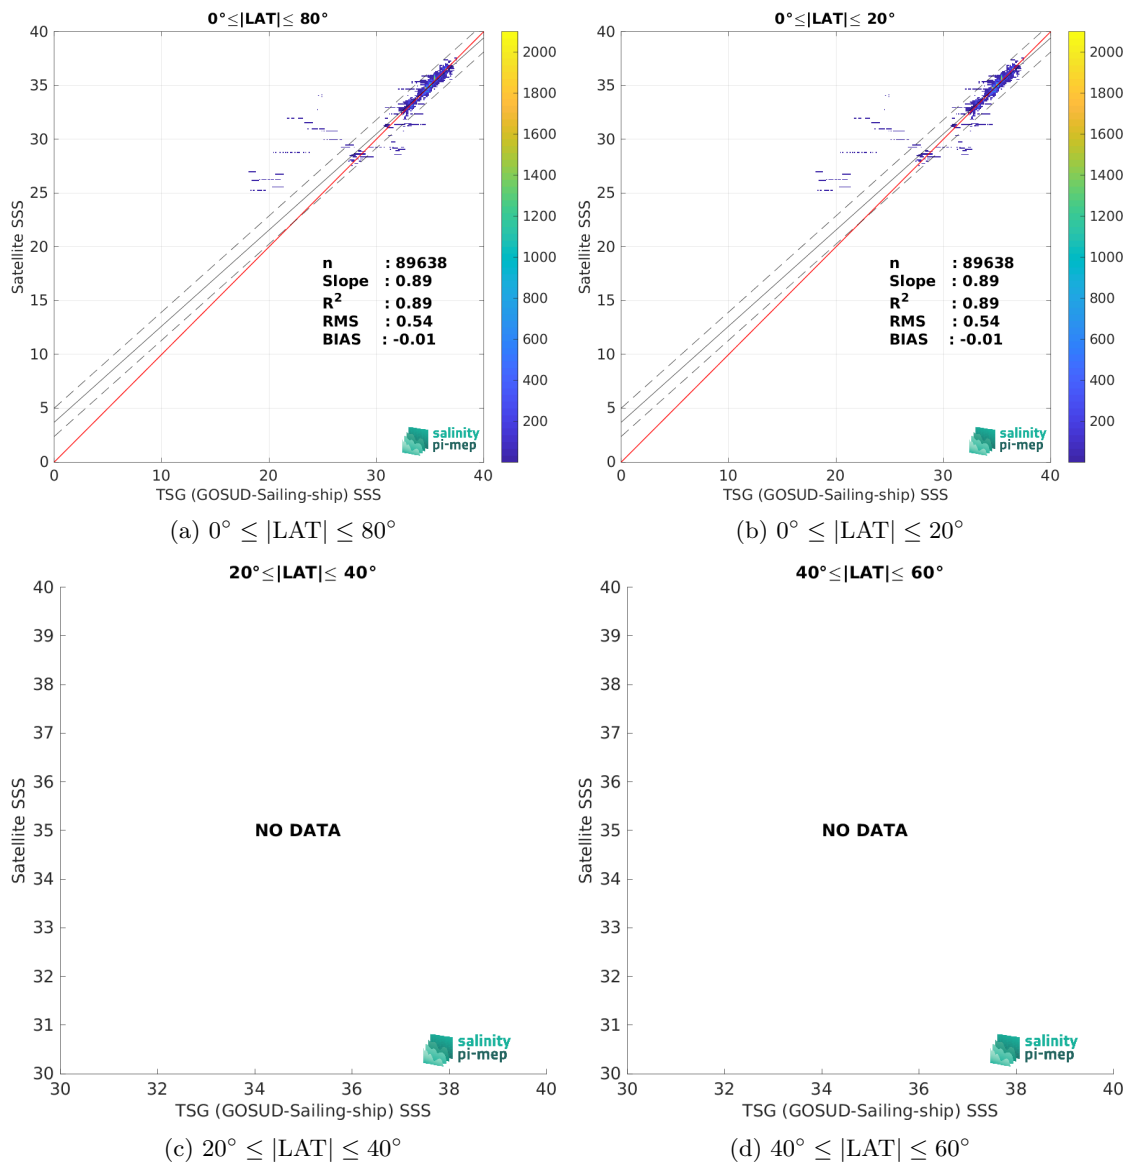 0°≤|LAT|≤ 80°
40
35
30
25
20
15
10
5
0
Satellite SSS
n : 89638
Slope : 0.89
R² : 0.89
RMS : 0.54
BIAS : -0.01
salinity
pi-mep
0 10 20 30 40
TSG (GOSUD-Sailing-ship) SSS
2000
1800
1600
1400
1200
1000
800
600
400
200
(a) 0° ≤ |LAT| ≤ 80°
0°≤|LAT|≤ 20°
40
35
30
25
20
15
10
5
0
Satellite SSS
n : 89638
Slope : 0.89
R² : 0.89
RMS : 0.54
BIAS : -0.01
salinity
pi-mep
0 10 20 30 40
TSG (GOSUD-Sailing-ship) SSS
2000
1800
1600
1400
1200
1000
800
600
400
200
(b) 0° ≤ |LAT| ≤ 20°
20°≤|LAT|≤ 40°
40
39
38
37
36
35
34
33
32
31
30
Satellite SSS
NO DATA
salinity
pi-mep
30 32 34 36 38 40
TSG (GOSUD-Sailing-ship) SSS
(c) 20° ≤ |LAT| ≤ 40°
40°≤|LAT|≤ 60°
40
39
38
37
36
35
34
33
32
31
30
Satellite SSS
NO DATA
salinity
pi-mep
30 32 34 36 38 40
TSG (GOSUD-Sailing-ship) SSS
(d) 40° ≤ |LAT| ≤ 60°